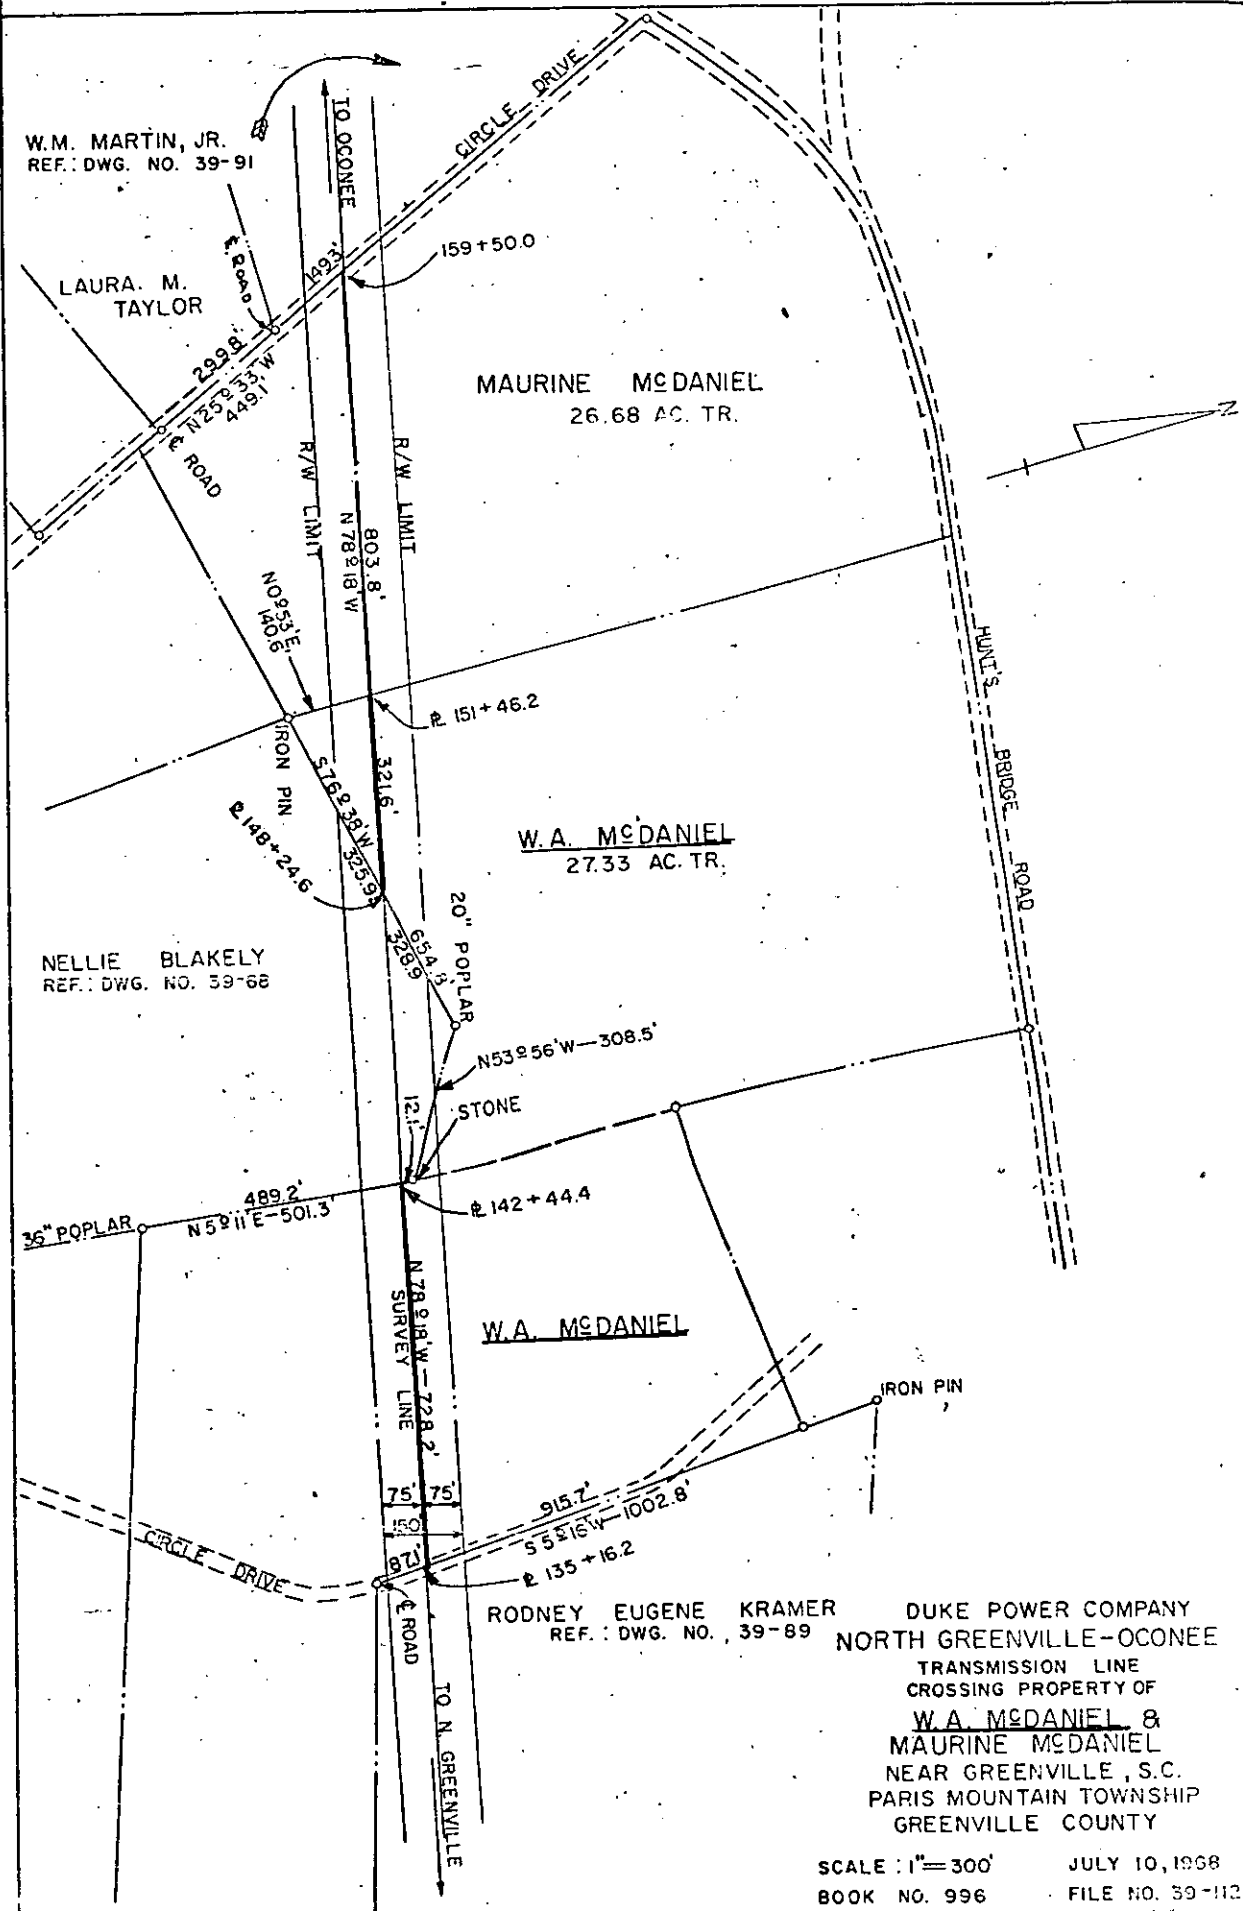 CIRCLE DRIVE
TO OCONEE
W.M. MARTIN, JR.
REF.: DWG. NO. 39-91
℄ ROAD
149.3'
159+50.0
LAURA. M.
TAYLOR
299.8'
N25°33'W
449.1'
℄ ROAD
MAURINE McDANIEL
26.68 AC. TR.
N
R/W LIMIT
R/W LIMIT
803.8'
N78°18'W
N0°53'E
140.6'
HUNT'S BRIDGE ROAD
IRON PIN
℄ 151+46.2
321.6'
S76°38'W
325.9'
℄ 148+24.6
W.A. McDANIEL
27.33 AC. TR.
654.8'
328.9
20" POPLAR
NELLIE BLAKELY
REF.: DWG. NO. 39-68
N53°56'W—308.5'
12.1'
STONE
489.2'
N5°11'E-501.3'
36" POPLAR
℄ 142+44.4
N78°18'W-728.2'
SURVEY LINE
W.A. McDANIEL
IRON PIN
75' 75'
150'
915.7'
S5°16'W-1002.8'
87.1'
℄ 135+16.2
CIRCLE DRIVE
℄ ROAD
RODNEY EUGENE KRAMER
REF.: DWG. NO., 39-89
TO N. GREENVILLE
DUKE POWER COMPANY
NORTH GREENVILLE-OCONEE
TRANSMISSION LINE
CROSSING PROPERTY OF
W.A. McDANIEL &
MAURINE McDANIEL
NEAR GREENVILLE, S.C.
PARIS MOUNTAIN TOWNSHIP
GREENVILLE COUNTY
SCALE: 1"=300' JULY 10, 1968
BOOK NO. 996 FILE NO. 39-112